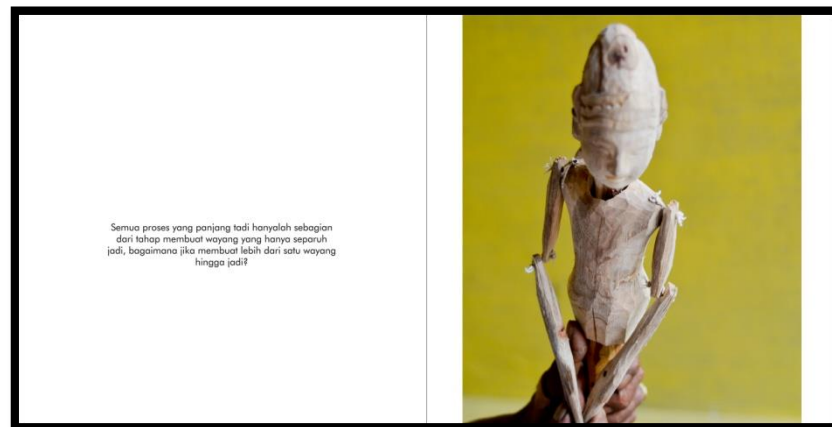 Semua proses yang panjang tadi hanyalah sebagian
dari tahap membuat wayang yang hanya separuh
jadi, bagaimana jika membuat lebih dari satu wayang
hingga jadi?